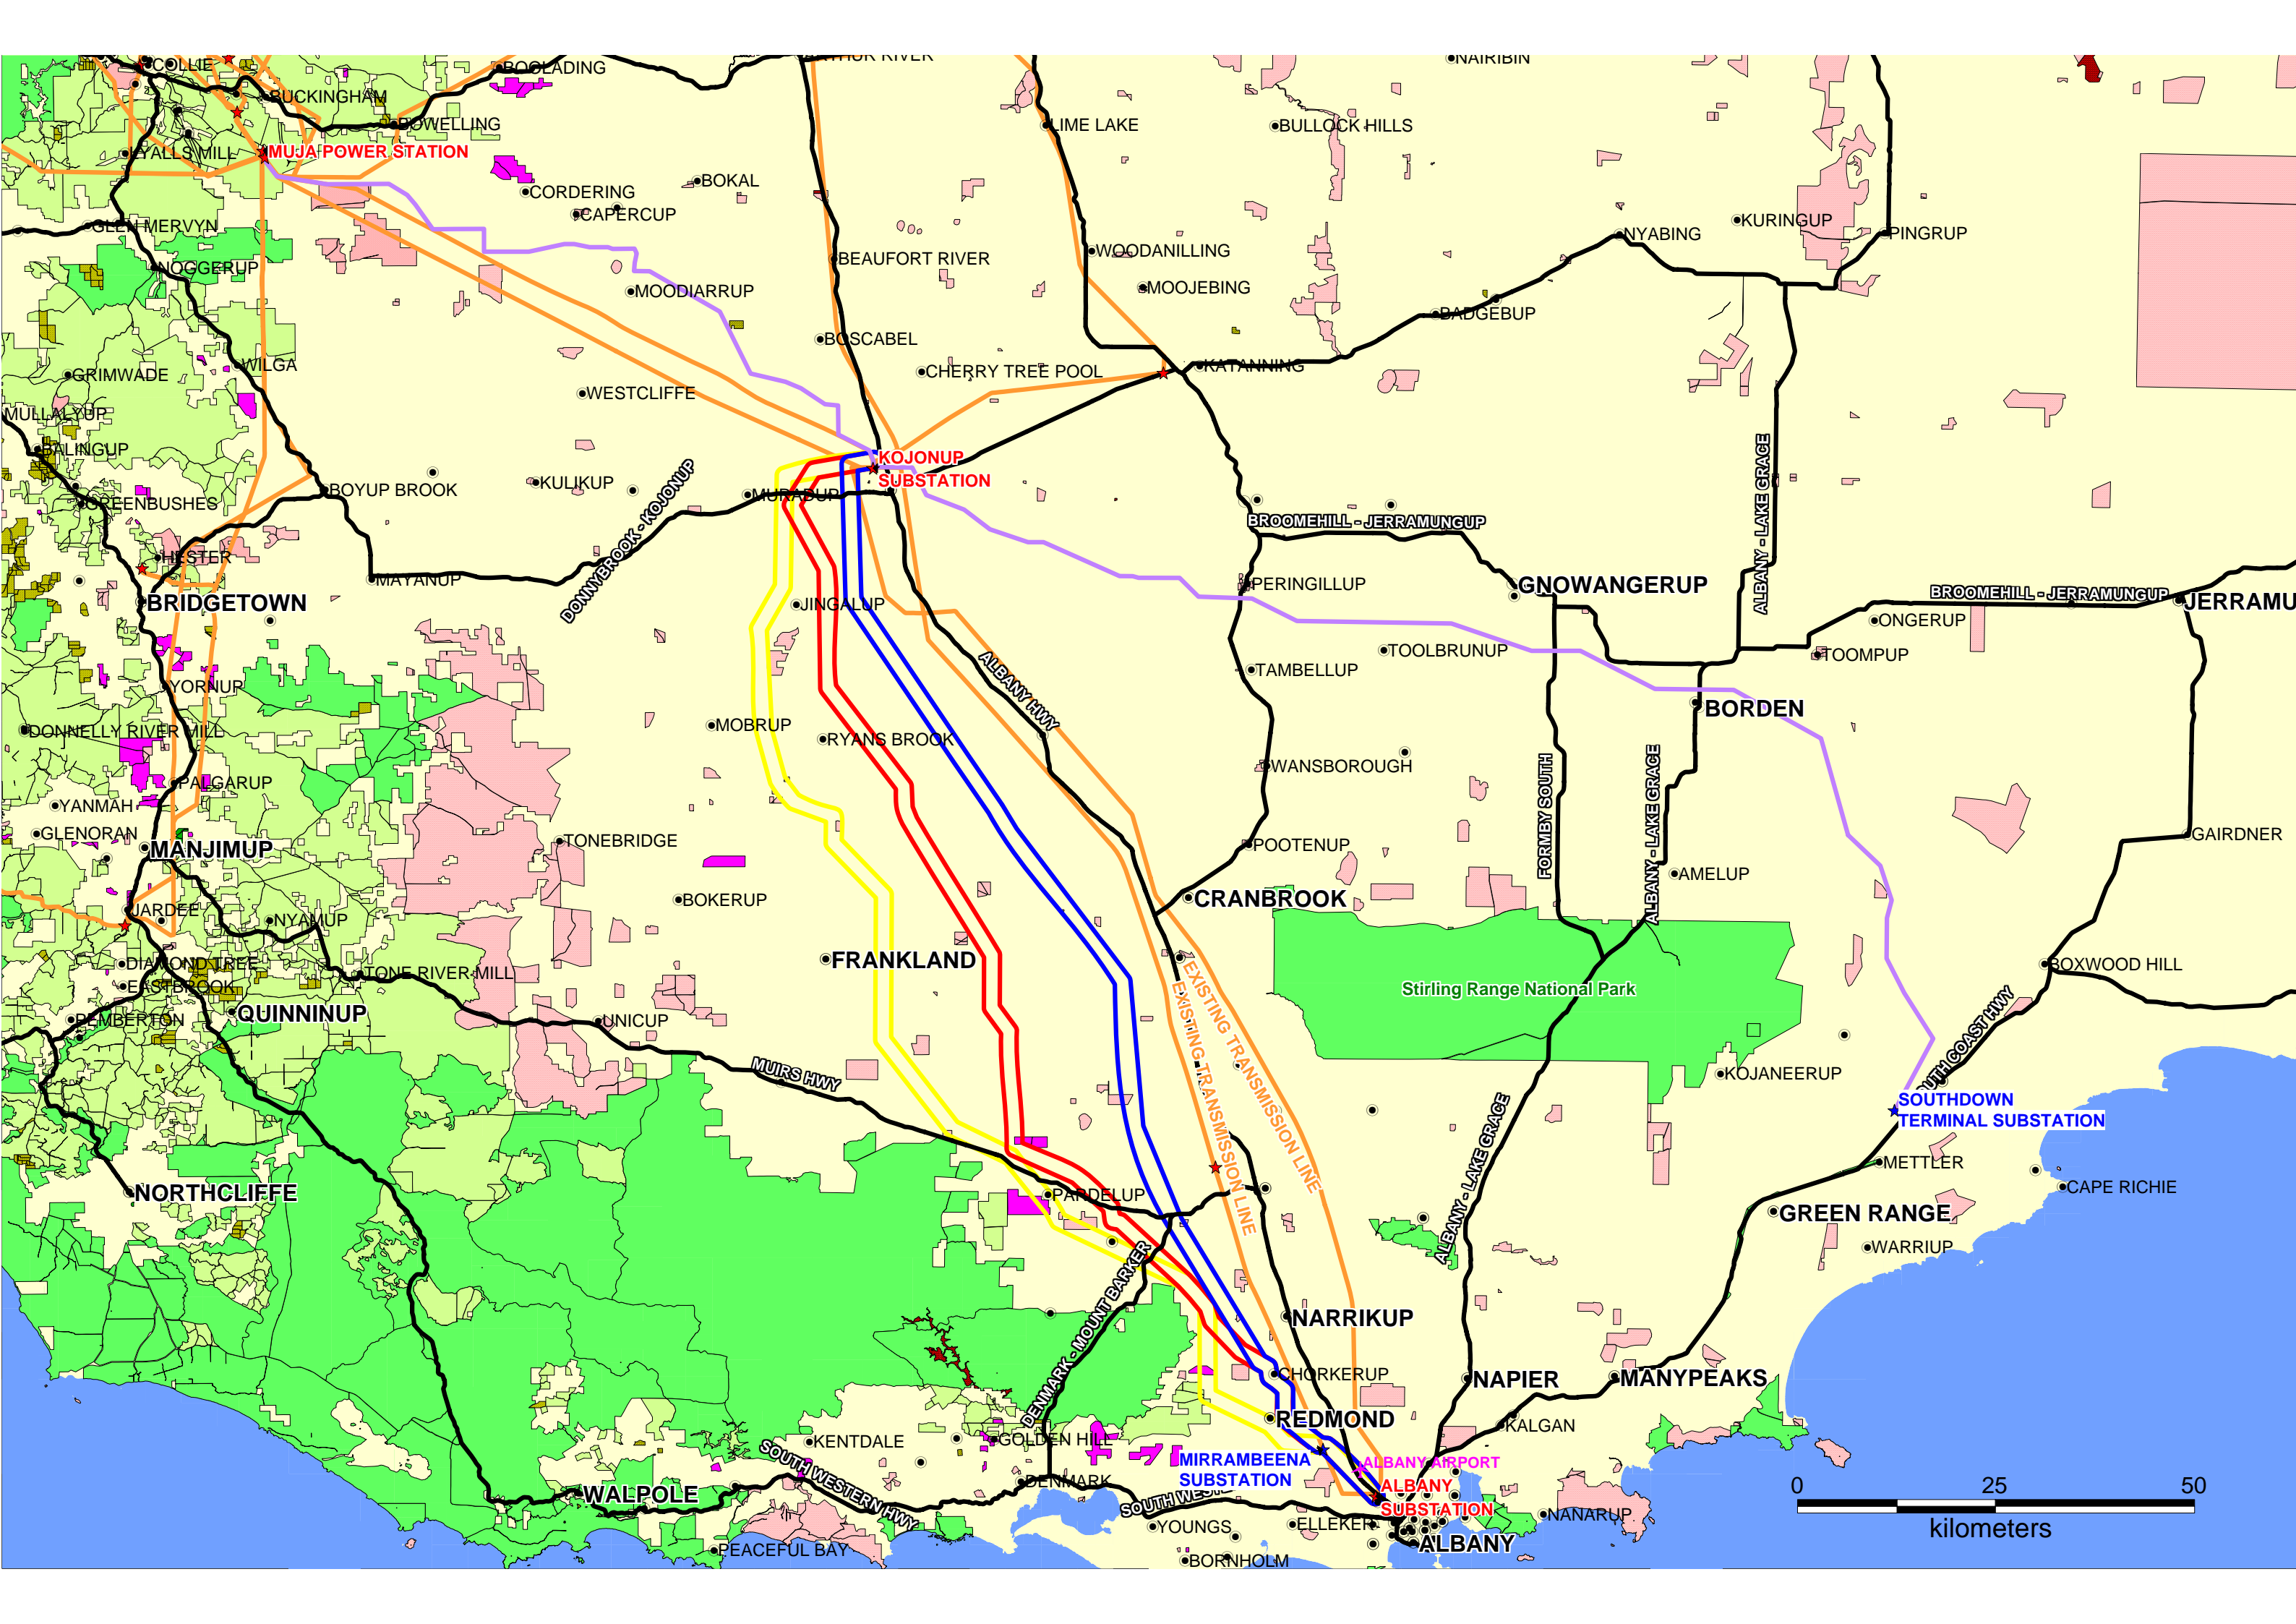 COLLIE
BOOLADING
ARTHUR RIVER
NAIRIBIN
BUCKINGHAM
BOWELLING
LIME LAKE
BULLOCK HILLS
LYALLS MILL
MUJA POWER STATION
BOKAL
CORDERING
CAPERCUP
GLEN MERVYN
KURINGUP
NYABING
PINGRUP
WOODANILLING
BEAUFORT RIVER
NOGGERUP
MOODIARRUP
MOOJEBING
BADGEBUP
BOSCABEL
WILGA
GRIMWADE
CHERRY TREE POOL
KATANNING
WESTCLIFFE
MULLALYUP
BALINGUP
KOJONUP
SUBSTATION
ALBANY - LAKE GRACE
KULIKUP
BOYUP BROOK
MURADUP
GREENBUSHES
DONNYBROOK - KOJONUP
BROOMEHILL - JERRAMUNGUP
HESTER
MAYANUP
PERINGILLUP
GNOWANGERUP
BROOMEHILL - JERRAMUNGUP
JERRAMU
BRIDGETOWN
JINGALUP
ONGERUP
TOOLBRUNUP
TOOMPUP
TAMBELLUP
ALBANY HWY
YORNUP
BORDEN
DONNELLY RIVER MILL
MOBRUP
RYANS BROOK
WANSBOROUGH
FORMBY SOUTH
ALBANY - LAKE GRACE
PALGARUP
YANMAH
GLENORAN
GAIRDNER
MANJIMUP
TONEBRIDGE
POOTENUP
AMELUP
BOKERUP
CRANBROOK
JARDEE
NYAMUP
FRANKLAND
DIAMOND TREE
TONE RIVER MILL
BOXWOOD HILL
EASTBROOK
Stirling Range National Park
EXISTING TRANSMISSION LINE
EXISTING TRANSMISSION LINE
QUINNINUP
PEMBERTON
UNICUP
SOUTH COAST HWY
MUIRS HWY
KOJANEERUP
SOUTHDOWN
TERMINAL SUBSTATION
ALBANY - LAKE GRACE
METTLER
NORTHCLIFFE
PARDELUP
CAPE RICHIE
GREEN RANGE
WARRIUP
DENMARK - MOUNT BARKER
NARRIKUP
CHORKERUP
NAPIER
MANYPEAKS
REDMOND
KALGAN
KENTDALE
GOLDEN HILL
MIRRAMBEENA
SUBSTATION
ALBANY AIRPORT
SOUTH WESTERN HWY
DENMARK
ALBANY
SUBSTATION
WALPOLE
SOUTH WEST
NANARUP
YOUNGS
ELLEKER
ALBANY
PEACEFUL BAY
BORNHOLM
0 25 50
kilometers